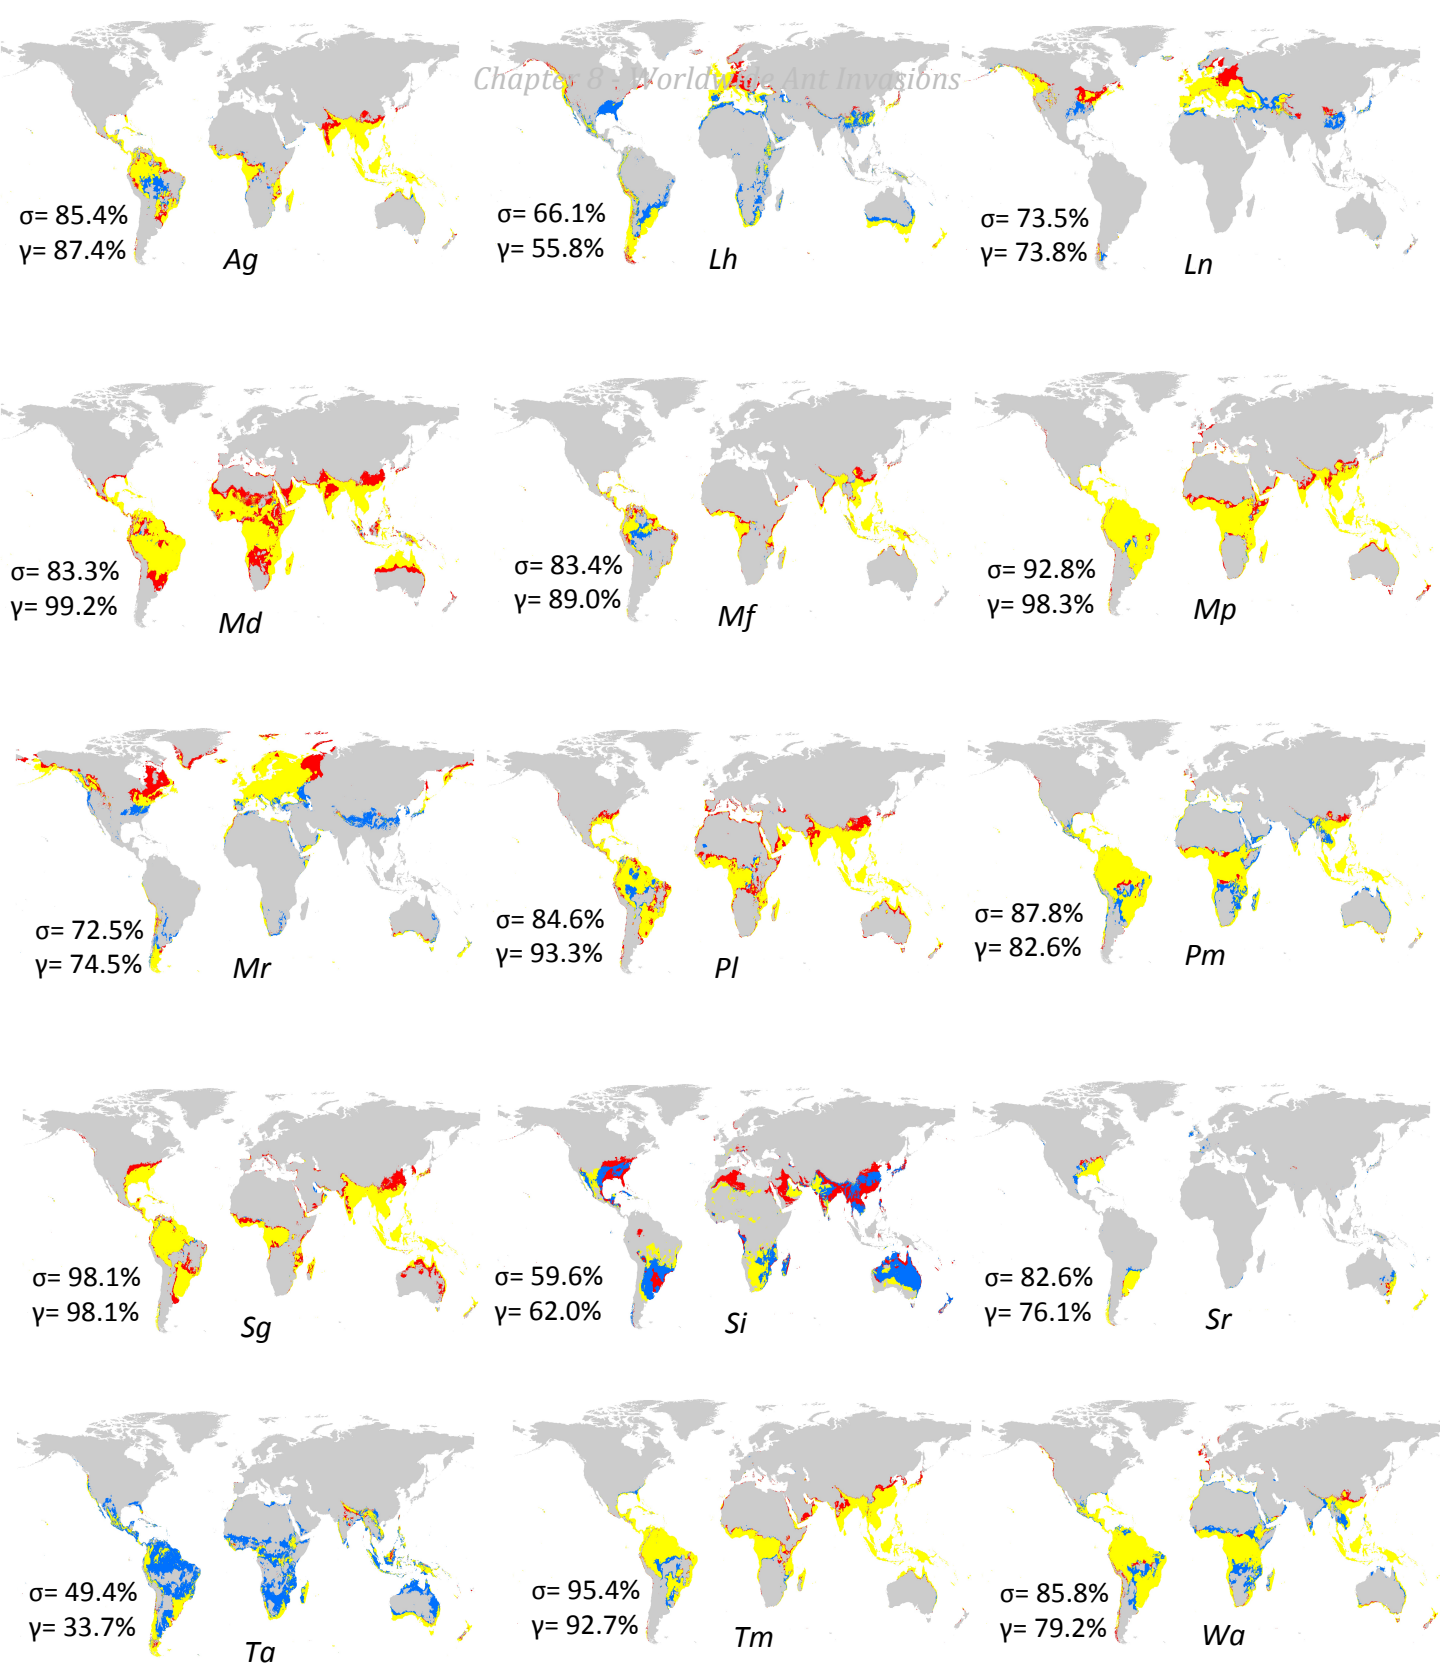 Chapter 8 - Worldwide Ant Invasions
σ= 85.4%
γ= 87.4%
Ag
σ= 66.1%
γ= 55.8%
Lh
σ= 73.5%
γ= 73.8%
Ln
σ= 83.3%
γ= 99.2%
Md
σ= 83.4%
γ= 89.0%
Mf
σ= 92.8%
γ= 98.3%
Mp
σ= 72.5%
γ= 74.5%
Mr
σ= 84.6%
γ= 93.3%
Pl
σ= 87.8%
γ= 82.6%
Pm
σ= 98.1%
γ= 98.1%
Sg
σ= 59.6%
γ= 62.0%
Si
σ= 82.6%
γ= 76.1%
Sr
σ= 49.4%
γ= 33.7%
Ta
σ= 95.4%
γ= 92.7%
Tm
σ= 85.8%
γ= 79.2%
Wa